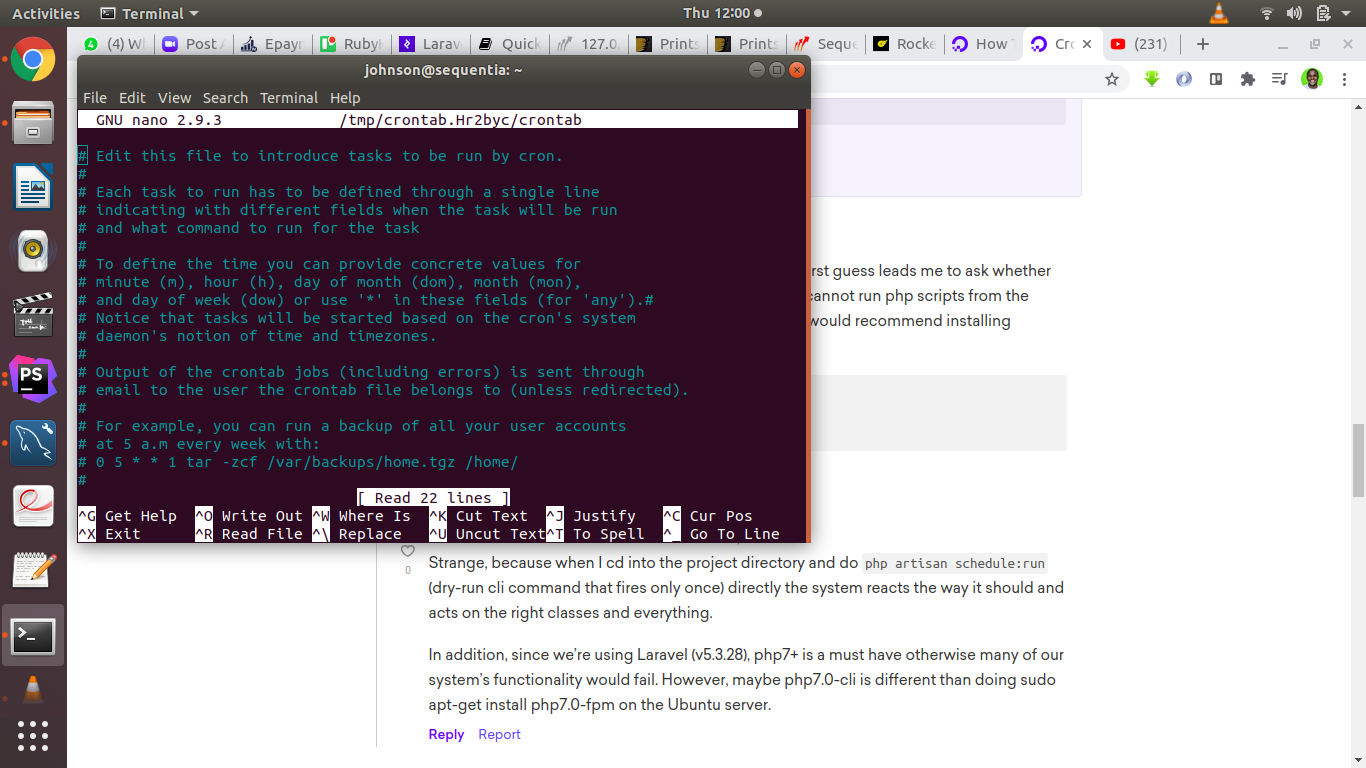 Activities Terminal Thu 12:00
(4) W Post Epayr Ruby Larav Quick 127.0 Prints Prints Seque Rocke How T Cr (231)
johnson@sequentia: ~
File Edit View Search Terminal Help
GNU nano 2.9.3 /tmp/crontab.Hr2byc/crontab
# Edit this file to introduce tasks to be run by cron.
#
# Each task to run has to be defined through a single line
# indicating with different fields when the task will be run
# and what command to run for the task
#
# To define the time you can provide concrete values for
# minute (m), hour (h), day of month (dom), month (mon),
# and day of week (dow) or use '*' in these fields (for 'any').#
# Notice that tasks will be started based on the cron's system
# daemon's notion of time and timezones.
#
# Output of the crontab jobs (including errors) is sent through
# email to the user the crontab file belongs to (unless redirected).
#
# For example, you can run a backup of all your user accounts
# at 5 a.m every week with:
# 0 5 * * 1 tar -zcf /var/backups/home.tgz /home/
#
[ Read 22 lines ]
^G Get Help ^O Write Out ^W Where Is ^K Cut Text ^J Justify ^C Cur Pos
^X Exit ^R Read File ^\ Replace ^U Uncut Text ^T To Spell ^_ Go To Line
rst guess leads me to ask whether
cannot run php scripts from the
would recommend installing
0
Strange, because when I cd into the project directory and do php artisan schedule:run
(dry-run cli command that fires only once) directly the system reacts the way it should and
acts on the right classes and everything.
In addition, since we’re using Laravel (v5.3.28), php7+ is a must have otherwise many of our
system’s functionality would fail. However, maybe php7.0-cli is different than doing sudo
apt-get install php7.0-fpm on the Ubuntu server.
Reply Report
PS